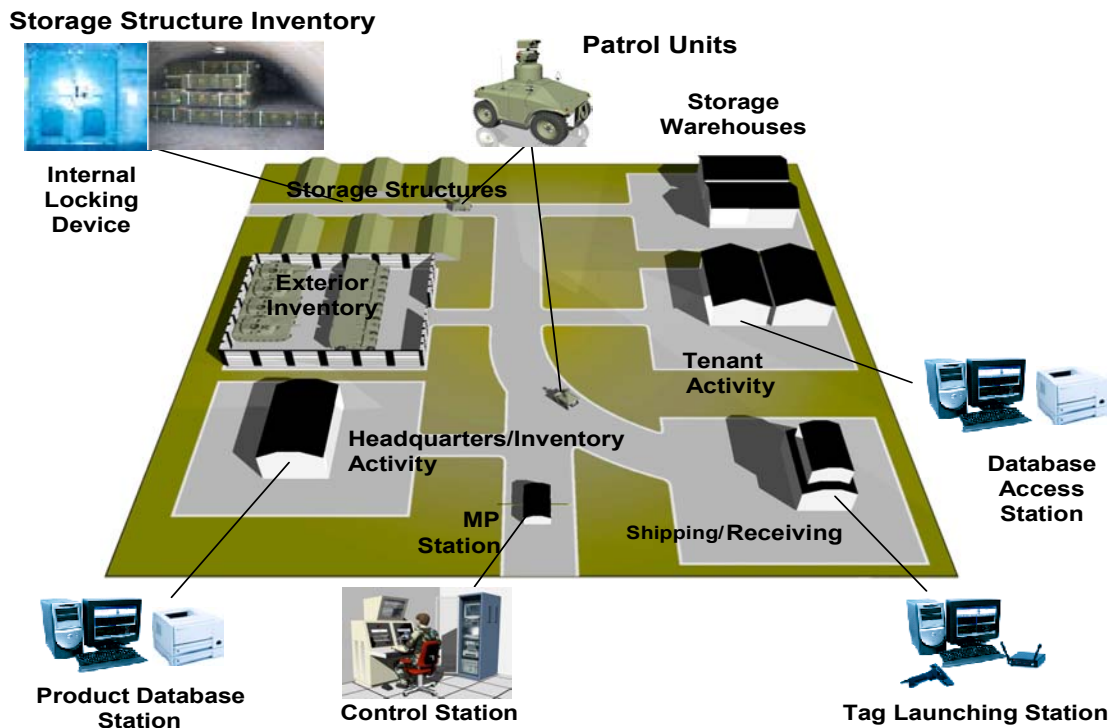 Storage Structure Inventory
Patrol Units
Storage
Warehouses
Internal
Locking
Device
Storage Structures
Exterior
Inventory
Tenant
Activity
Headquarters/Inventory
Activity
Database
Access
Station
MP
Station
Shipping/Receiving
Product Database
Station
Control Station
Tag Launching Station